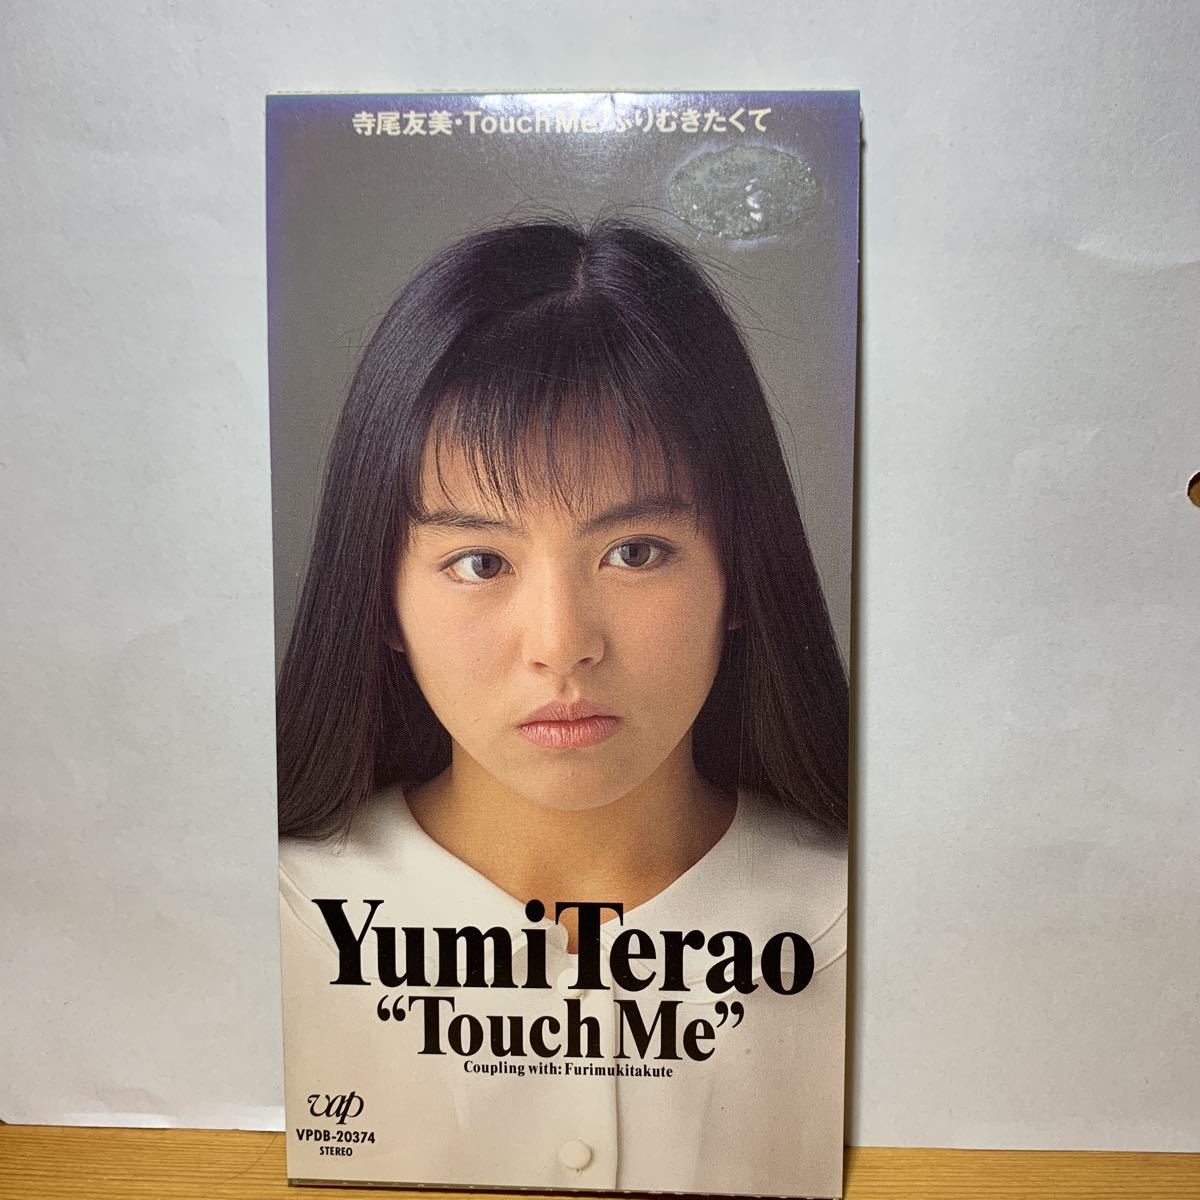 寺尾友美・Touch Me/ふりむきたくて
Yumi Terao
“Touch Me”
Coupling with: Furimukitakute
vap
VPDB-20374
STEREO